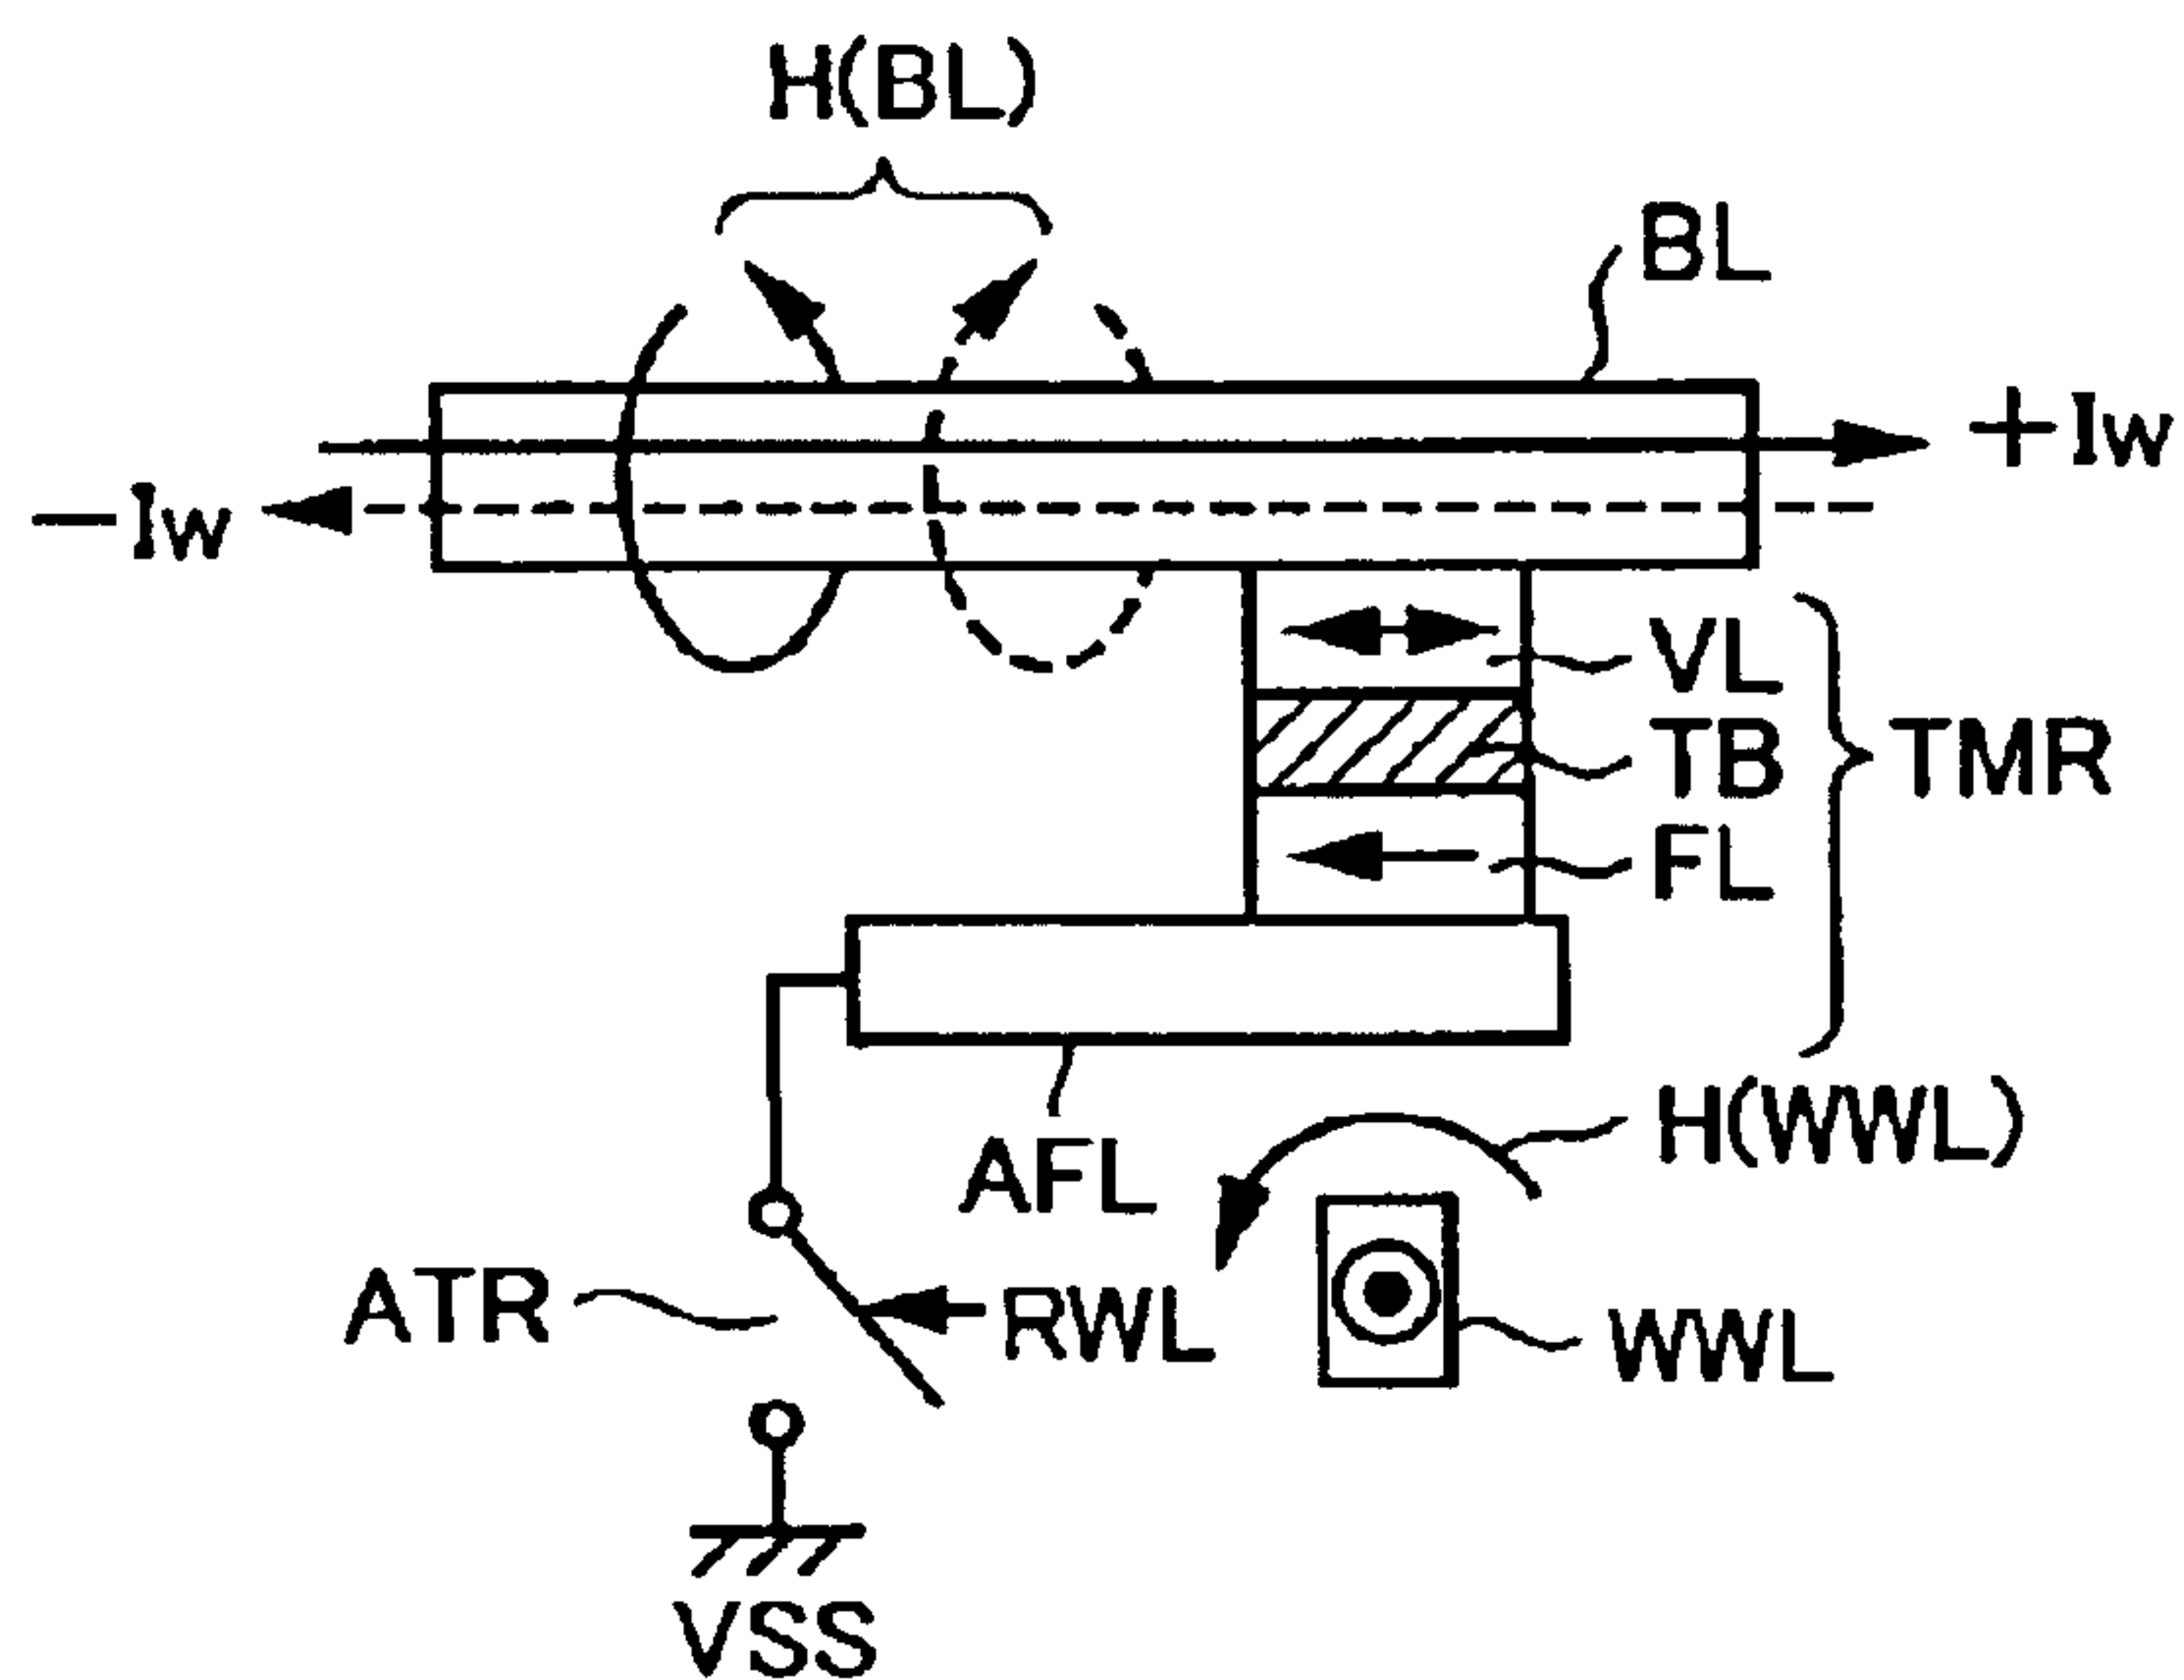 H(BL)
BL
+Iw
−Iw
VL
TB
TMR
FL
H(WWL)
AFL
ATR
RWL
WWL
VSS